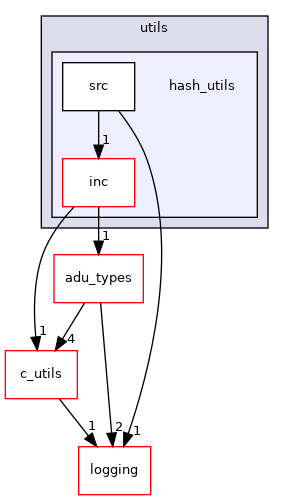 utils
src
hash_utils
1
inc
1
adu_types
1
4
c_utils
1
2
1
logging